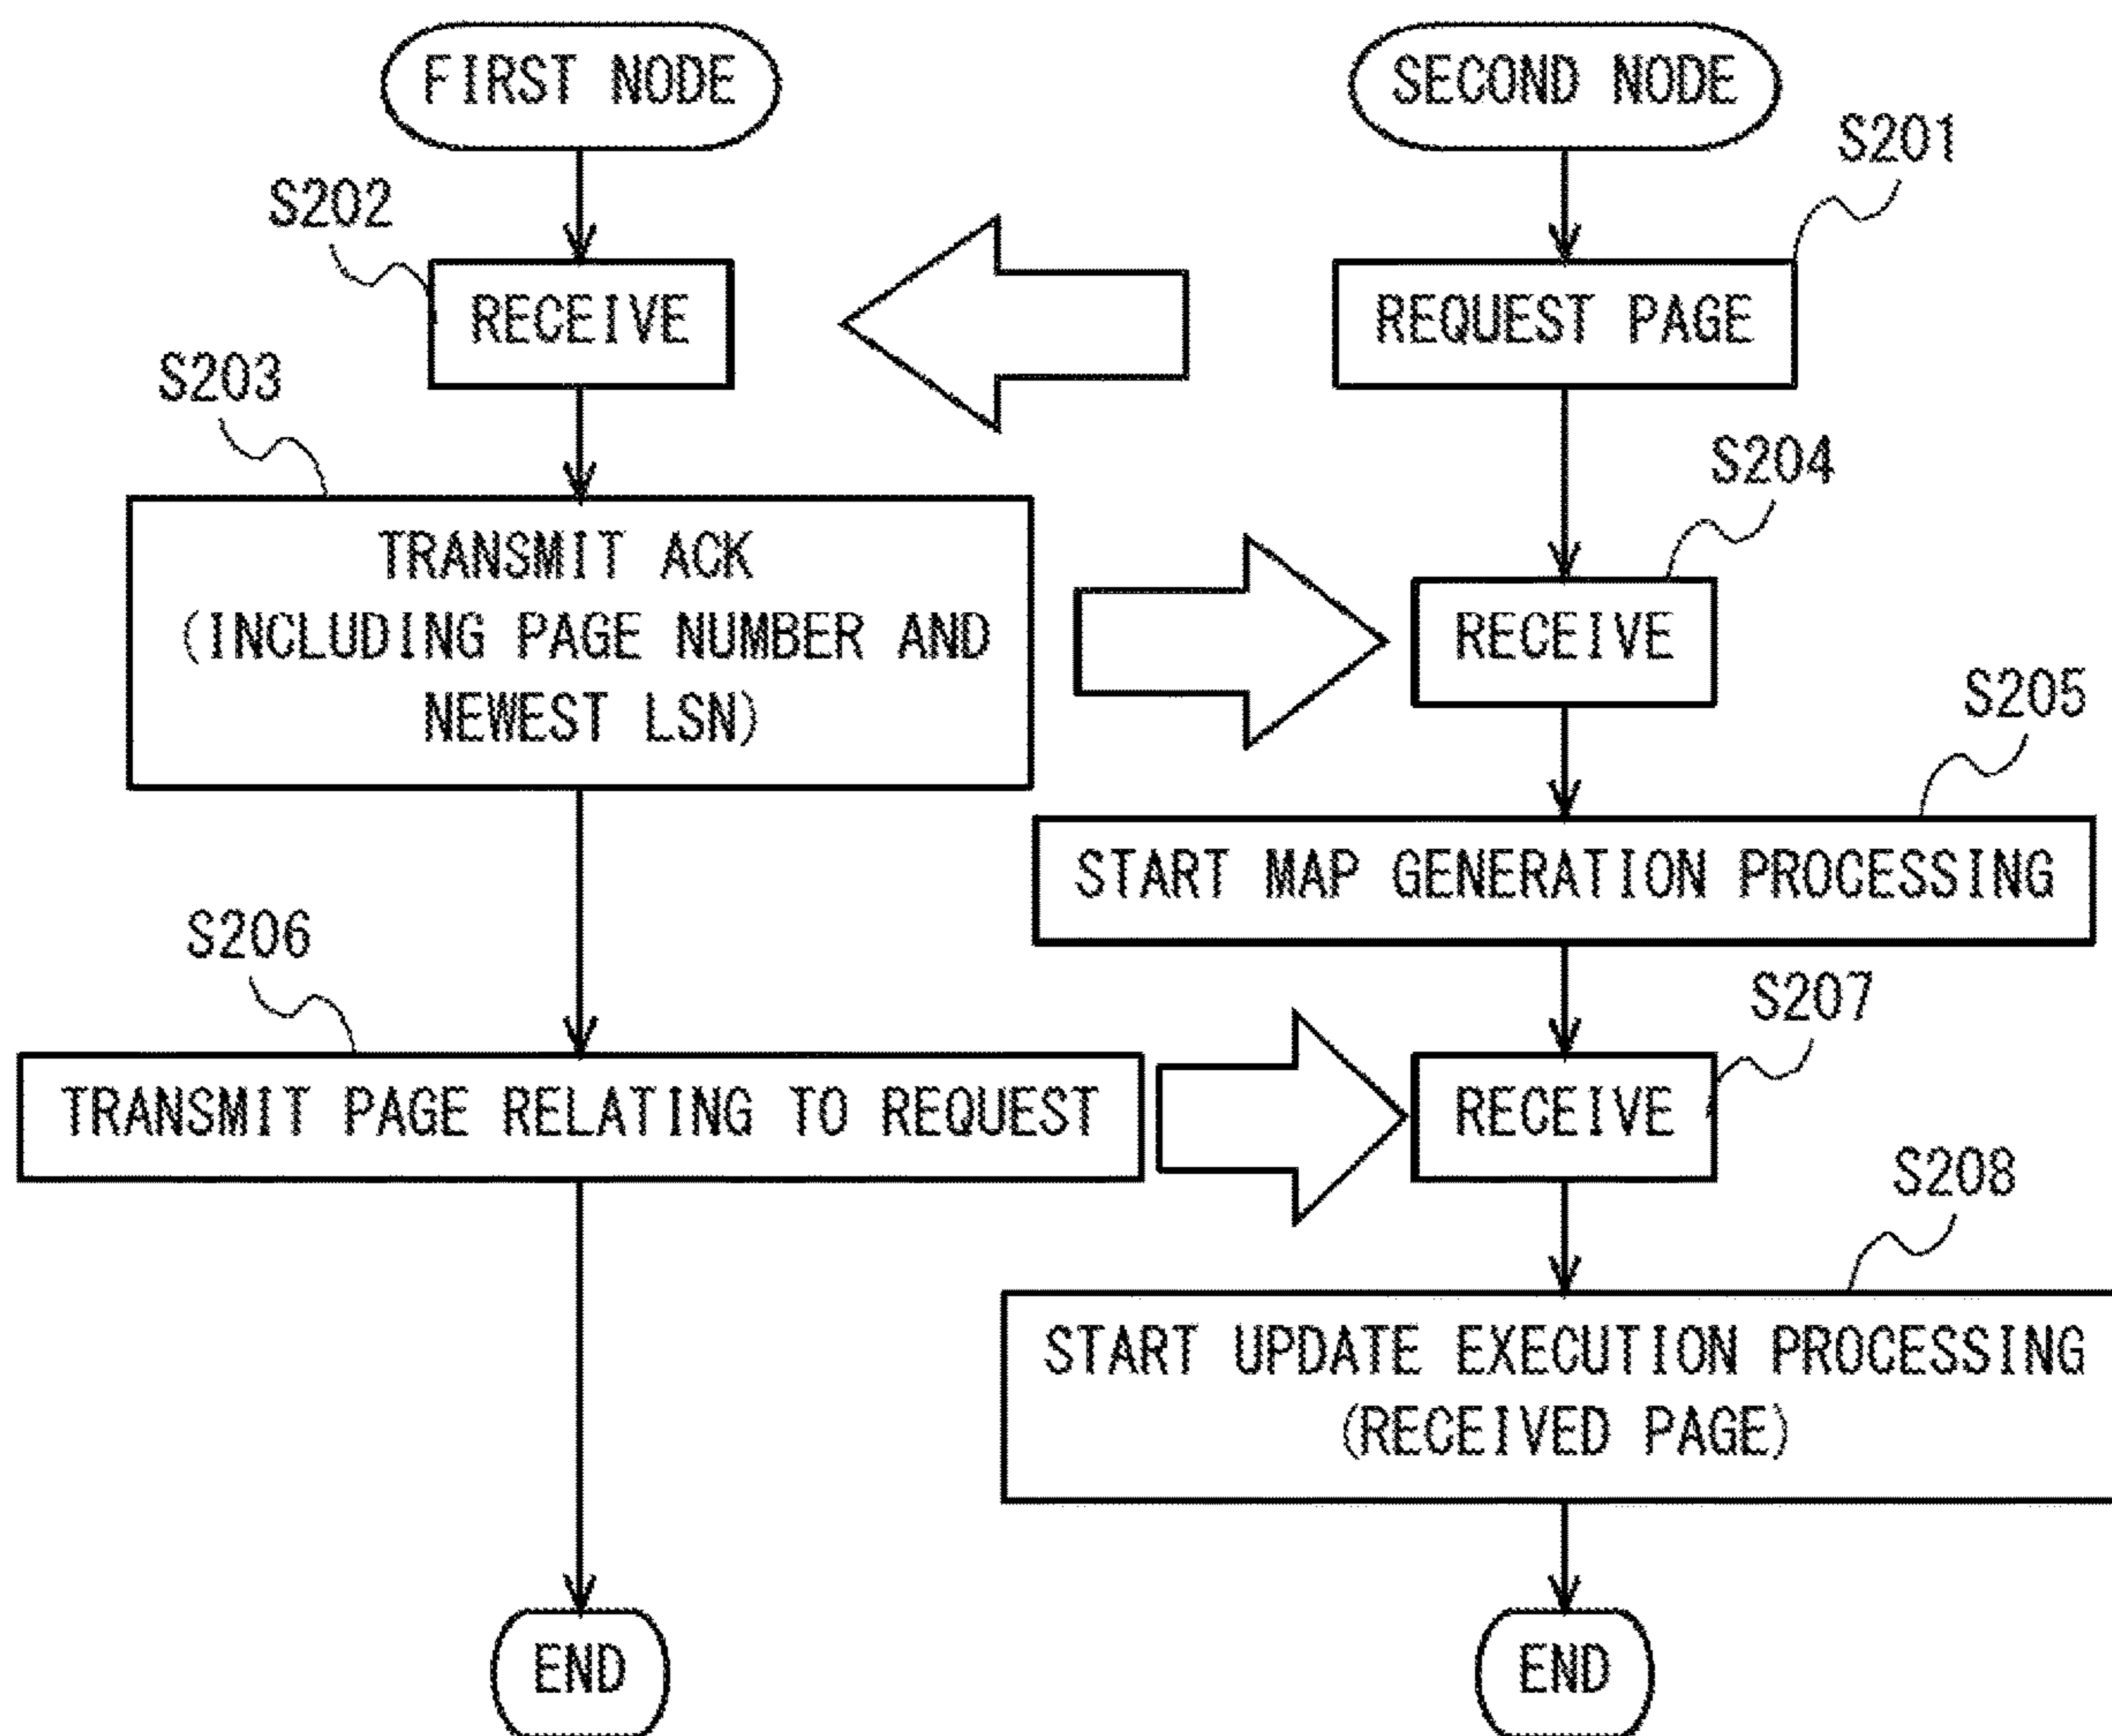 FIRST NODE
SECOND NODE
S201
S202
RECEIVE
REQUEST PAGE
S203
S204
TRANSMIT ACK
(INCLUDING PAGE NUMBER AND
NEWEST LSN)
RECEIVE
S205
START MAP GENERATION PROCESSING
S206
S207
TRANSMIT PAGE RELATING TO REQUEST
RECEIVE
S208
START UPDATE EXECUTION PROCESSING
(RECEIVED PAGE)
END
END